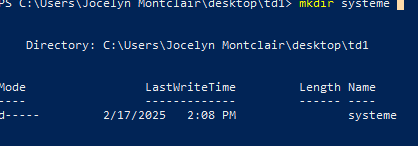 PS C:\Users\Jocelyn Montclair\desktop\td1> mkdir systeme
Directory: C:\Users\Jocelyn Montclair\desktop\td1
Mode LastWriteTime Length Name
---- ------------- ------ ----
d----- 2/17/2025 2:08 PM systeme